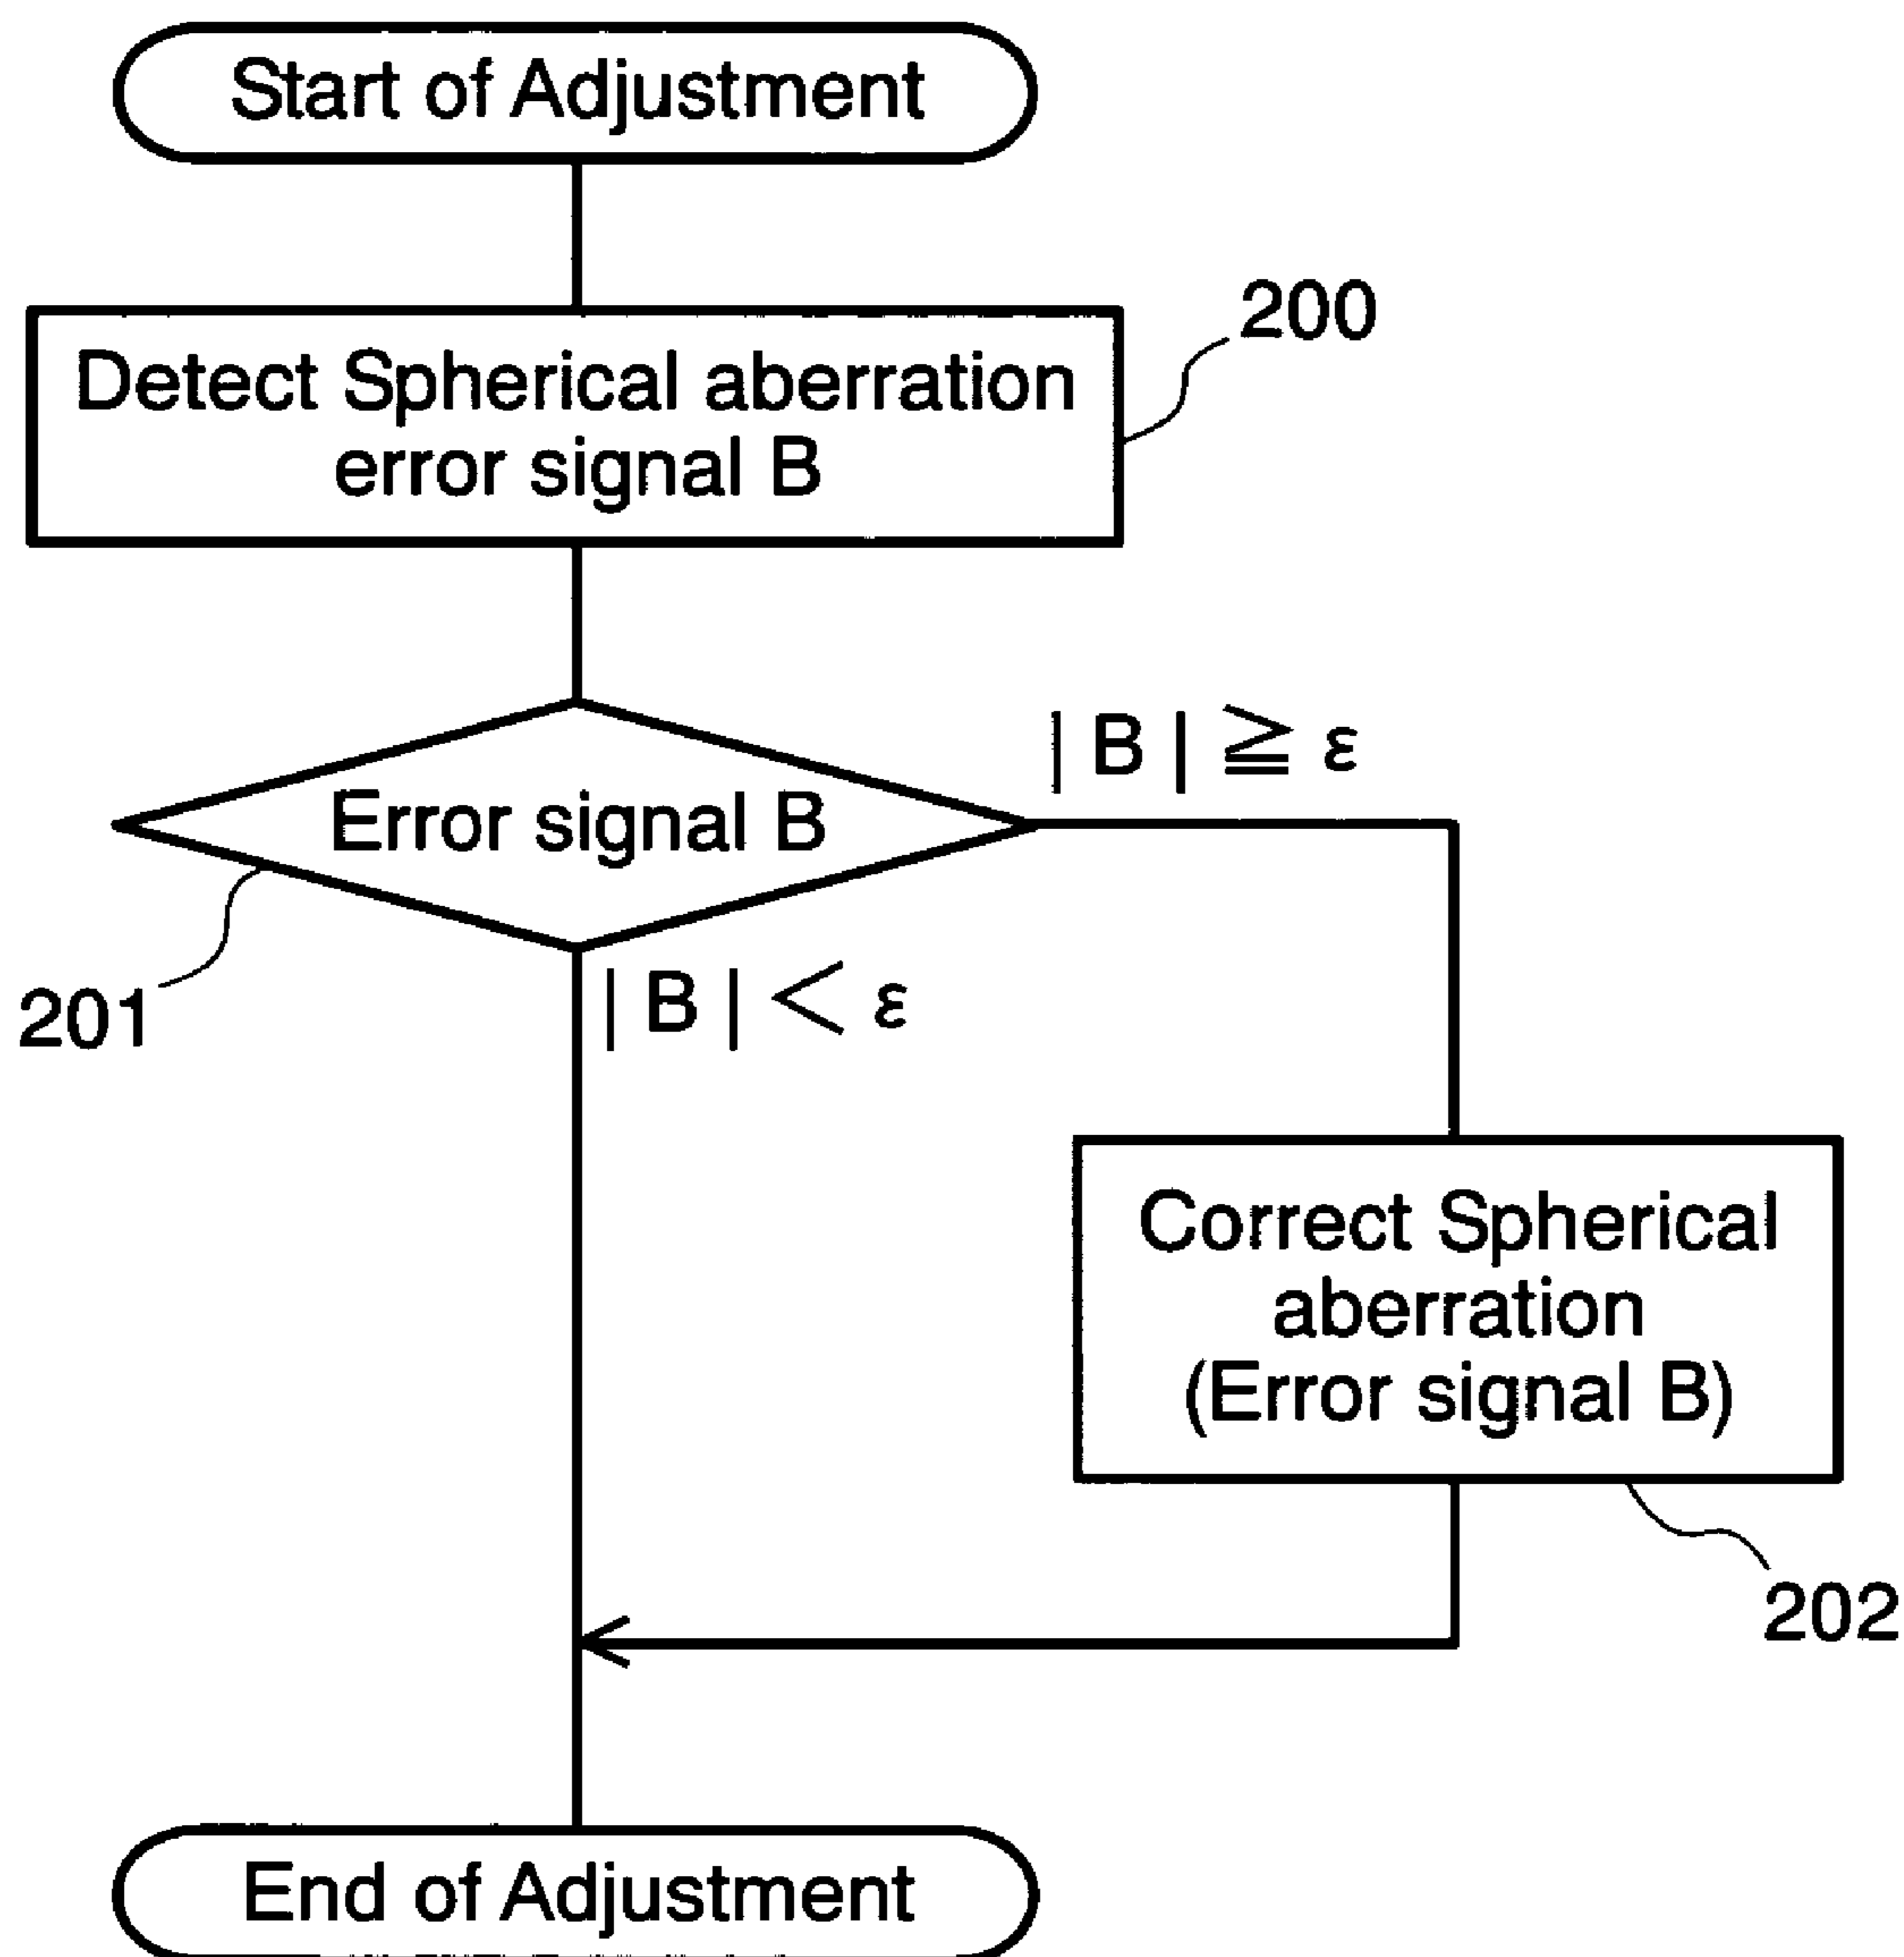 Start of Adjustment
200
Detect Spherical aberration
error signal B
| B | ≧ ε
Error signal B
201
| B | < ε
Correct Spherical
aberration
(Error signal B)
202
End of Adjustment